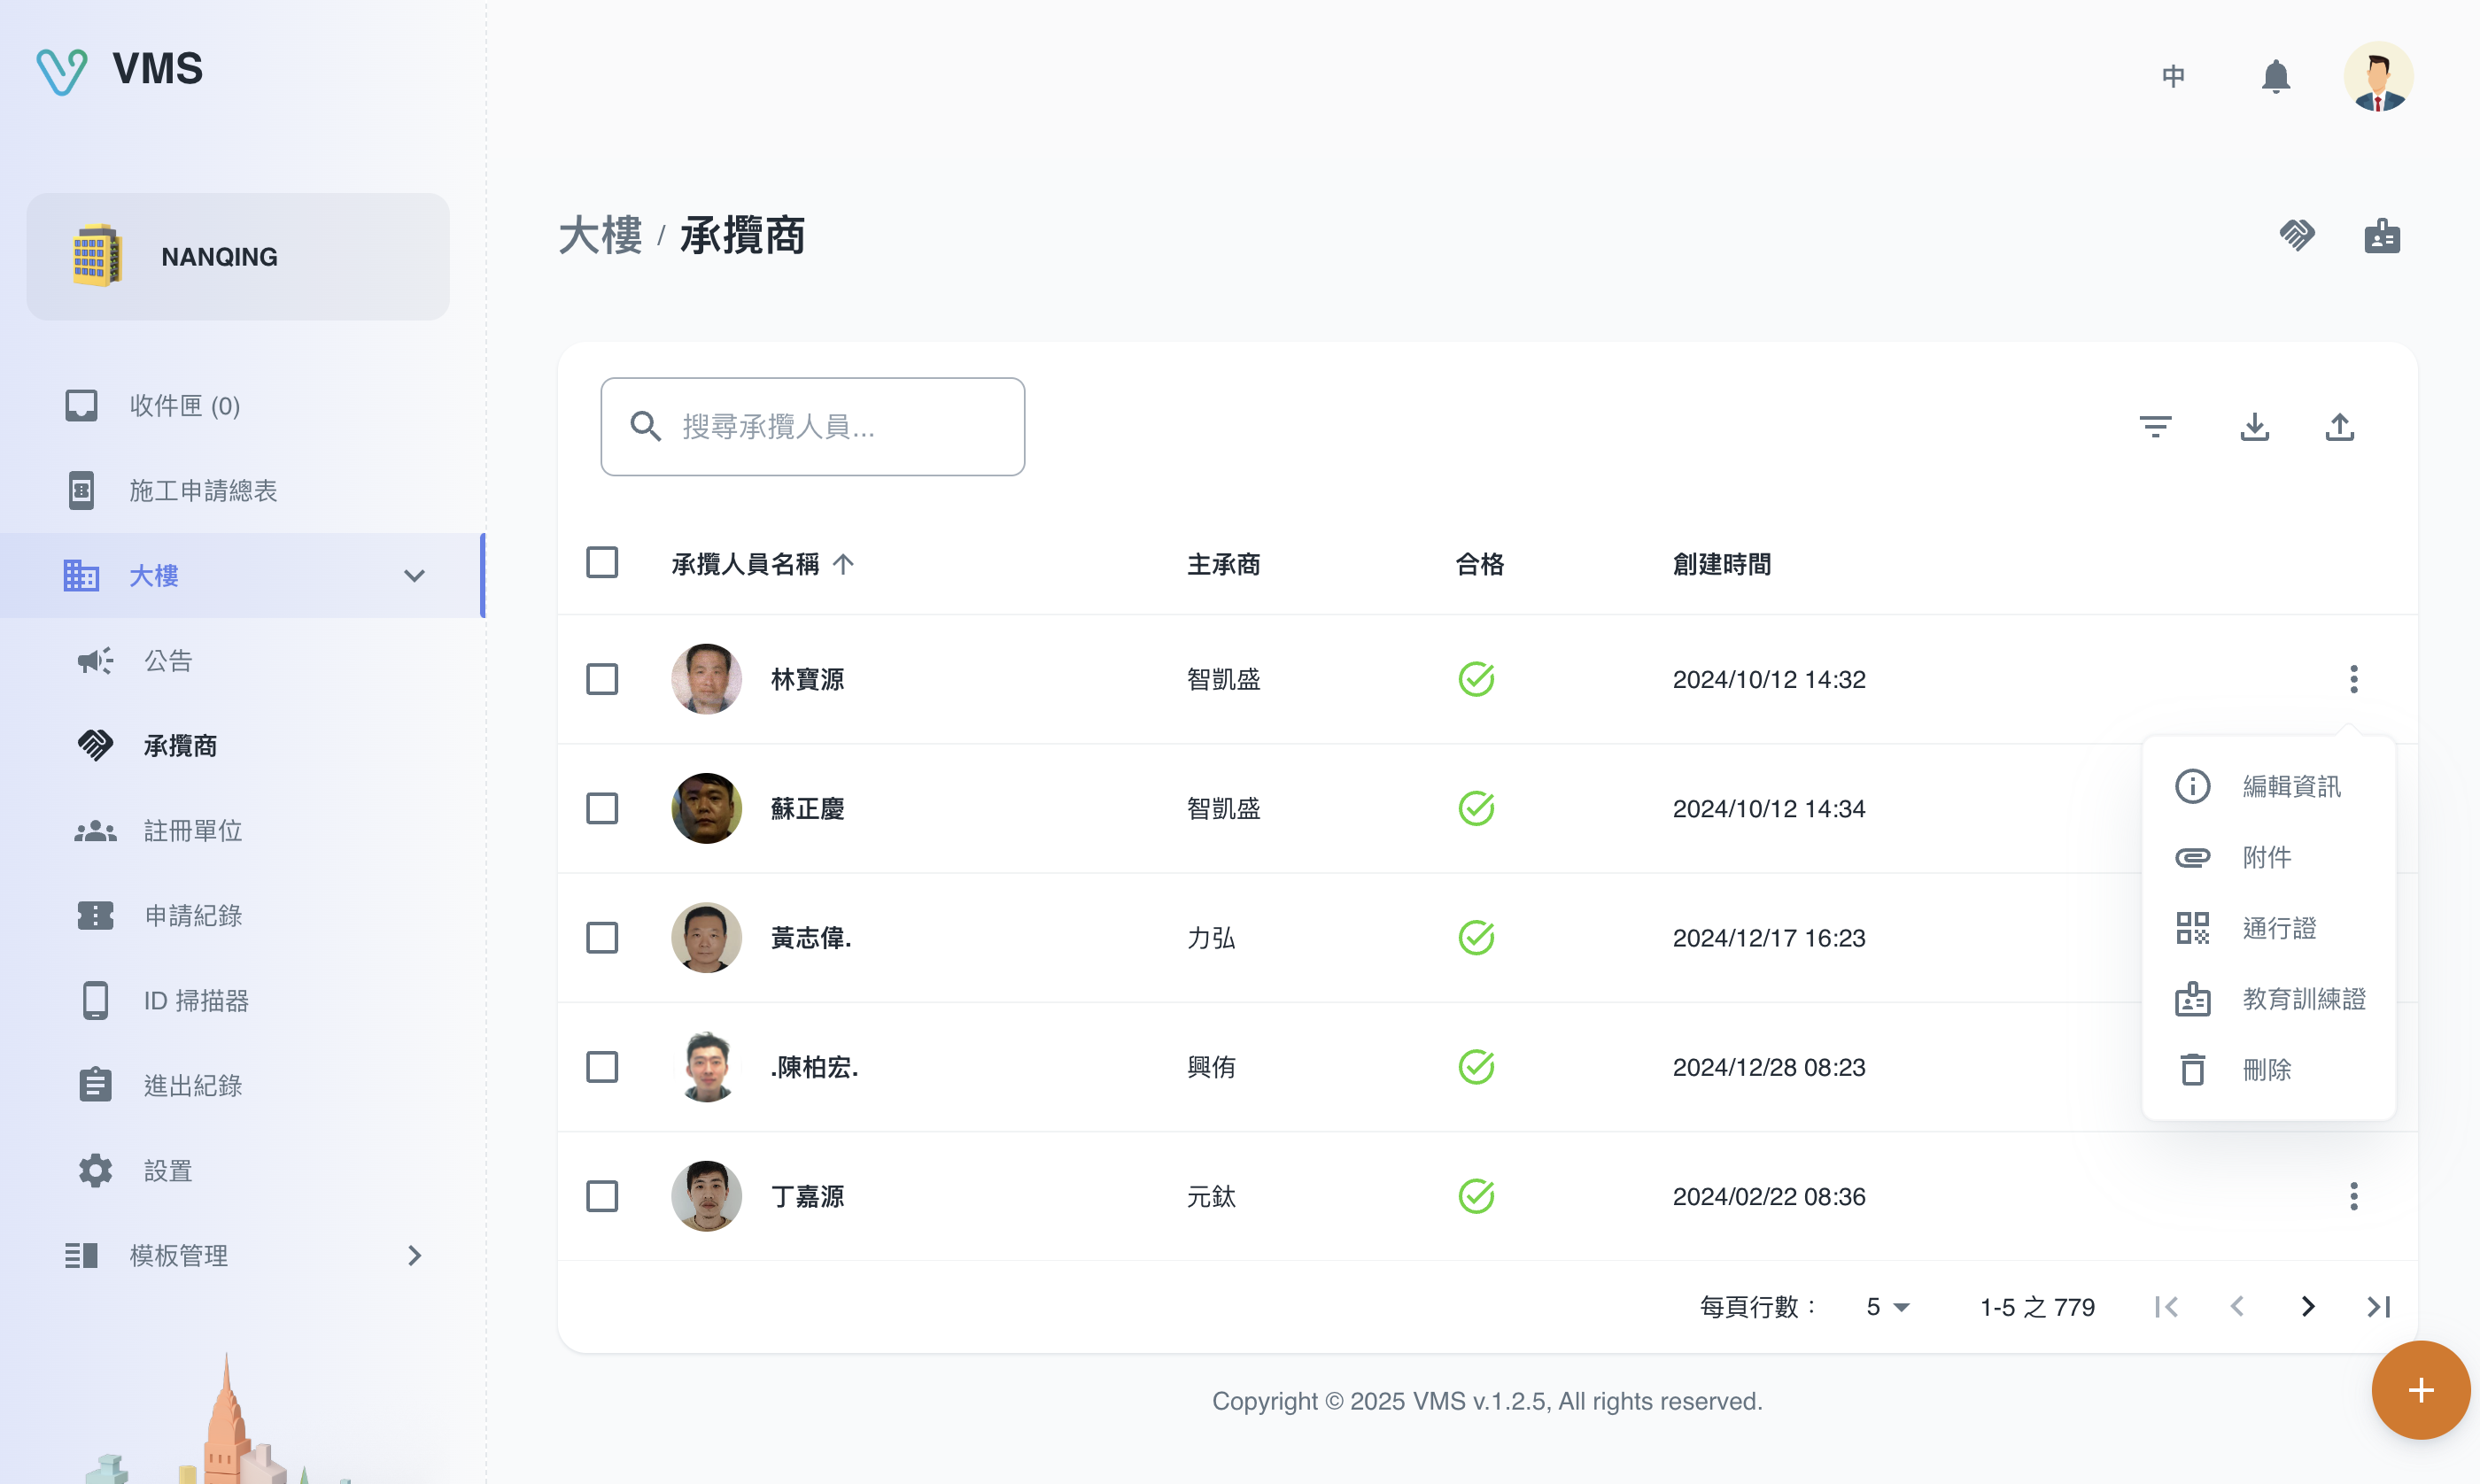 VMS
中
NANQING
大樓 / 承攬商
收件匣 (0)
施工申請總表
大樓
公告
承攬商
註冊單位
申請紀錄
ID 掃描器
進出紀錄
設置
模板管理
搜尋承攬人員...
承攬人員名稱 主承商 合格 創建時間
林寶源 智凱盛 2024/10/12 14:32
蘇正慶 智凱盛 2024/10/12 14:34
黃志偉. 力弘 2024/12/17 16:23
.陳柏宏. 興侑 2024/12/28 08:23
丁嘉源 元鈦 2024/02/22 08:36
編輯資訊
附件
通行證
教育訓練證
刪除
每頁行數： 5 1-5 之 779
Copyright © 2025 VMS v.1.2.5, All rights reserved.